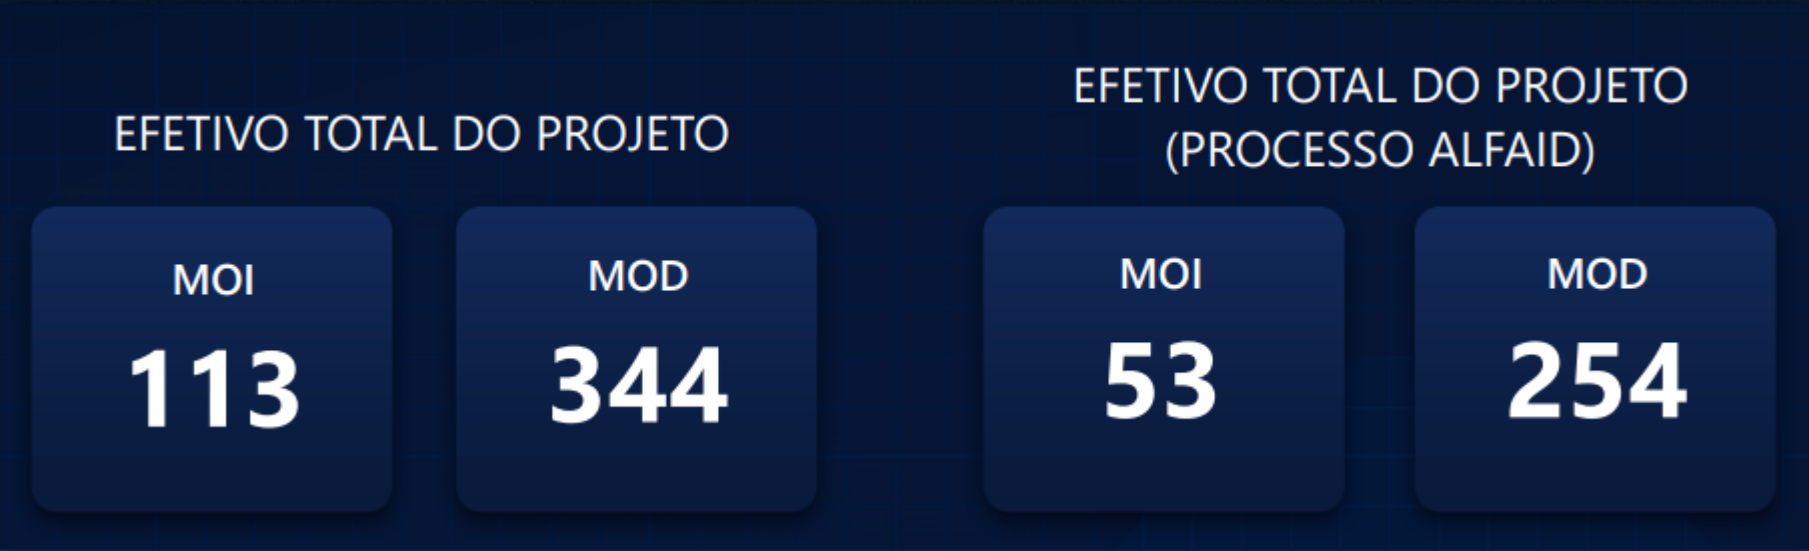 EFETIVO TOTAL DO PROJETO
MOI
113
MOD
344
EFETIVO TOTAL DO PROJETO
(PROCESSO ALFAID)
MOI
53
MOD
254